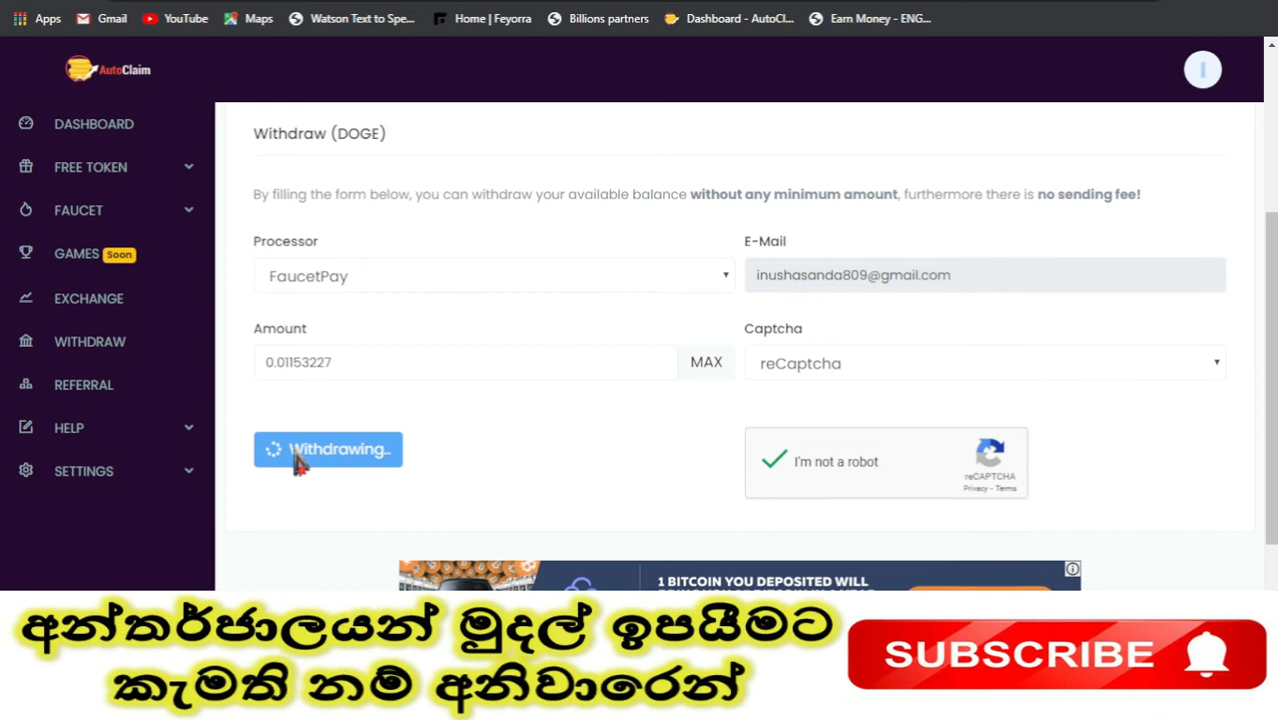 Apps Gmail YouTube Maps Watson Text to Spe... Home | Feyorra Billions partners Dashboard - AutoCl... Earn Money - ENG...
AutoClaim
DASHBOARD
FREE TOKEN
FAUCET
GAMES Soon
EXCHANGE
WITHDRAW
REFERRAL
HELP
SETTINGS
Withdraw (DOGE)
By filling the form below, you can withdraw your available balance without any minimum amount, furthermore there is no sending fee!
Processor
FaucetPay
E-Mail
inushasanda809@gmail.com
Amount
0.01153227 MAX
Captcha
reCaptcha
Withdrawing..
I'm not a robot
reCAPTCHA
Privacy - Terms
1 BITCOIN YOU DEPOSITED WILL
අන්තර්ජාලයන් මුදල් ඉපයීමට
කැමති නම් අනිවාරෙන්
SUBSCRIBE